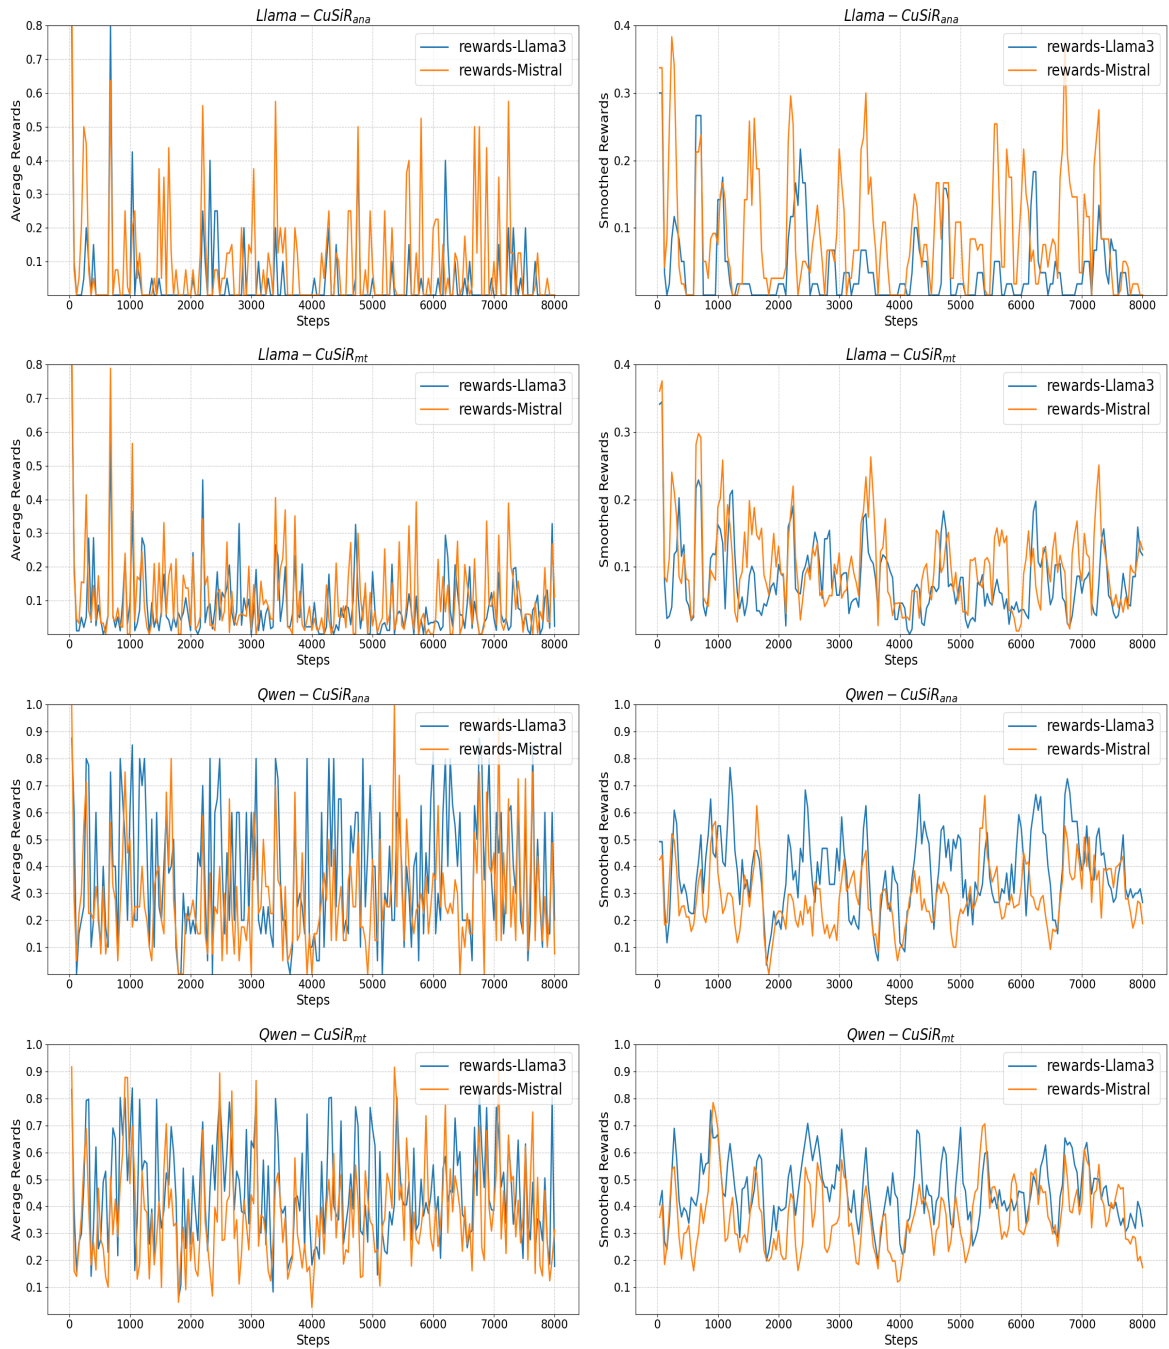 Llama − CuSiR_ana
Average Rewards
0.8
0.7
0.6
0.5
0.4
0.3
0.2
0.1
rewards-Llama3
rewards-Mistral
0 1000 2000 3000 4000 5000 6000 7000 8000
Steps
Llama − CuSiR_ana
Smoothed Rewards
0.4
0.3
0.2
0.1
rewards-Llama3
rewards-Mistral
0 1000 2000 3000 4000 5000 6000 7000 8000
Steps
Llama − CuSiR_mt
Average Rewards
0.8
0.7
0.6
0.5
0.4
0.3
0.2
0.1
rewards-Llama3
rewards-Mistral
0 1000 2000 3000 4000 5000 6000 7000 8000
Steps
Llama − CuSiR_mt
Smoothed Rewards
0.4
0.3
0.2
0.1
rewards-Llama3
rewards-Mistral
0 1000 2000 3000 4000 5000 6000 7000 8000
Steps
Qwen − CuSiR_ana
Average Rewards
1.0
0.9
0.8
0.7
0.6
0.5
0.4
0.3
0.2
0.1
rewards-Llama3
rewards-Mistral
0 1000 2000 3000 4000 5000 6000 7000 8000
Steps
Qwen − CuSiR_ana
Smoothed Rewards
1.0
0.9
0.8
0.7
0.6
0.5
0.4
0.3
0.2
0.1
rewards-Llama3
rewards-Mistral
0 1000 2000 3000 4000 5000 6000 7000 8000
Steps
Qwen − CuSiR_mt
Average Rewards
1.0
0.9
0.8
0.7
0.6
0.5
0.4
0.3
0.2
0.1
rewards-Llama3
rewards-Mistral
0 1000 2000 3000 4000 5000 6000 7000 8000
Steps
Qwen − CuSiR_mt
Smoothed Rewards
1.0
0.9
0.8
0.7
0.6
0.5
0.4
0.3
0.2
0.1
rewards-Llama3
rewards-Mistral
0 1000 2000 3000 4000 5000 6000 7000 8000
Steps